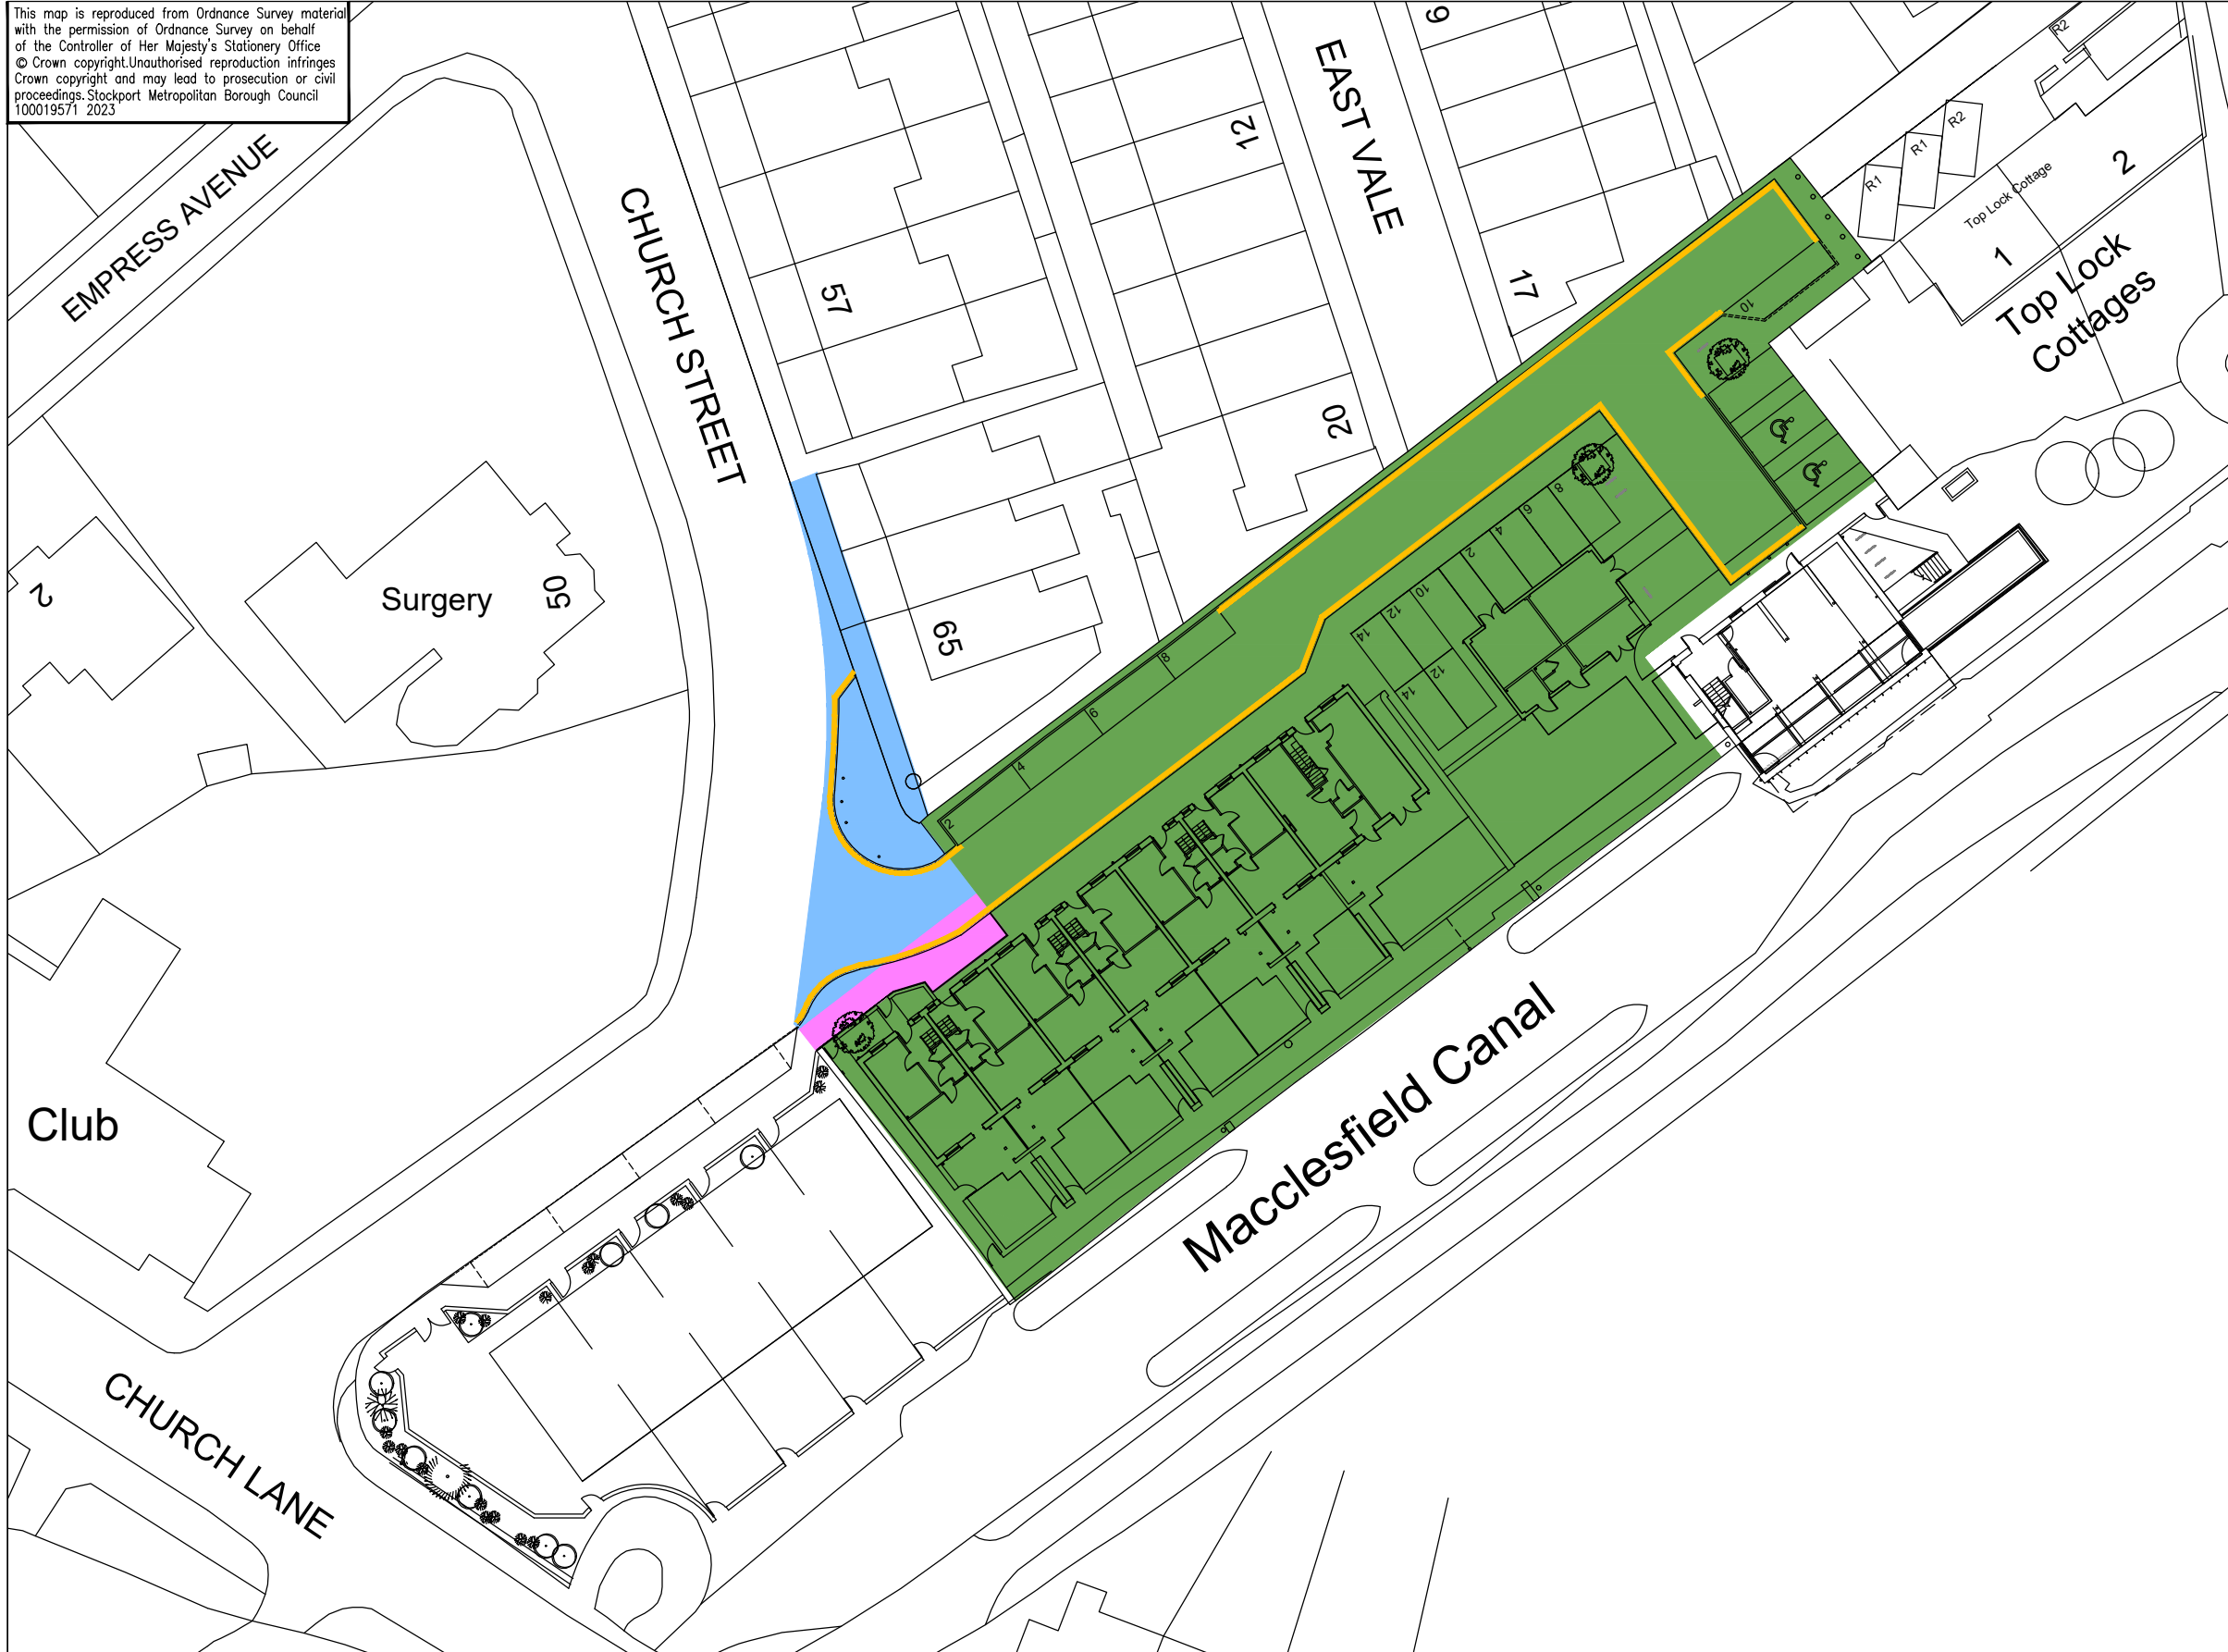 This map is reproduced from Ordnance Survey material
with the permission of Ordnance Survey on behalf
of the Controller of Her Majesty's Stationery Office
© Crown copyright.Unauthorised reproduction infringes
Crown copyright and may lead to prosecution or civil
proceedings. Stockport Metropolitan Borough Council
100019571 2023
EMPRESS AVENUE
CHURCH STREET
EAST VALE
9
12
57
17
20
R2
R2
R1
R1
Top Lock Cottage
2
1
Top Lock
Cottages
2
Surgery
50
65
10
8
6
4
2
10
12
14
12
14
8
6
4
2
Club
Macclesfield Canal
CHURCH LANE